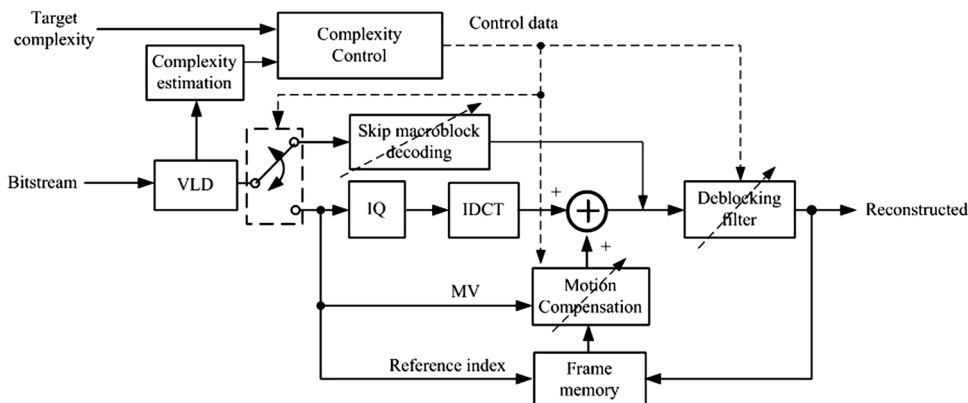 Target
complexity
Complexity
Control
Control data
Complexity
estimation
Skip macroblock
decoding
Bitstream
VLD
IQ
IDCT
+
+
+
Deblocking
filter
Reconstructed
MV
Motion
Compensation
Reference index
Frame
memory